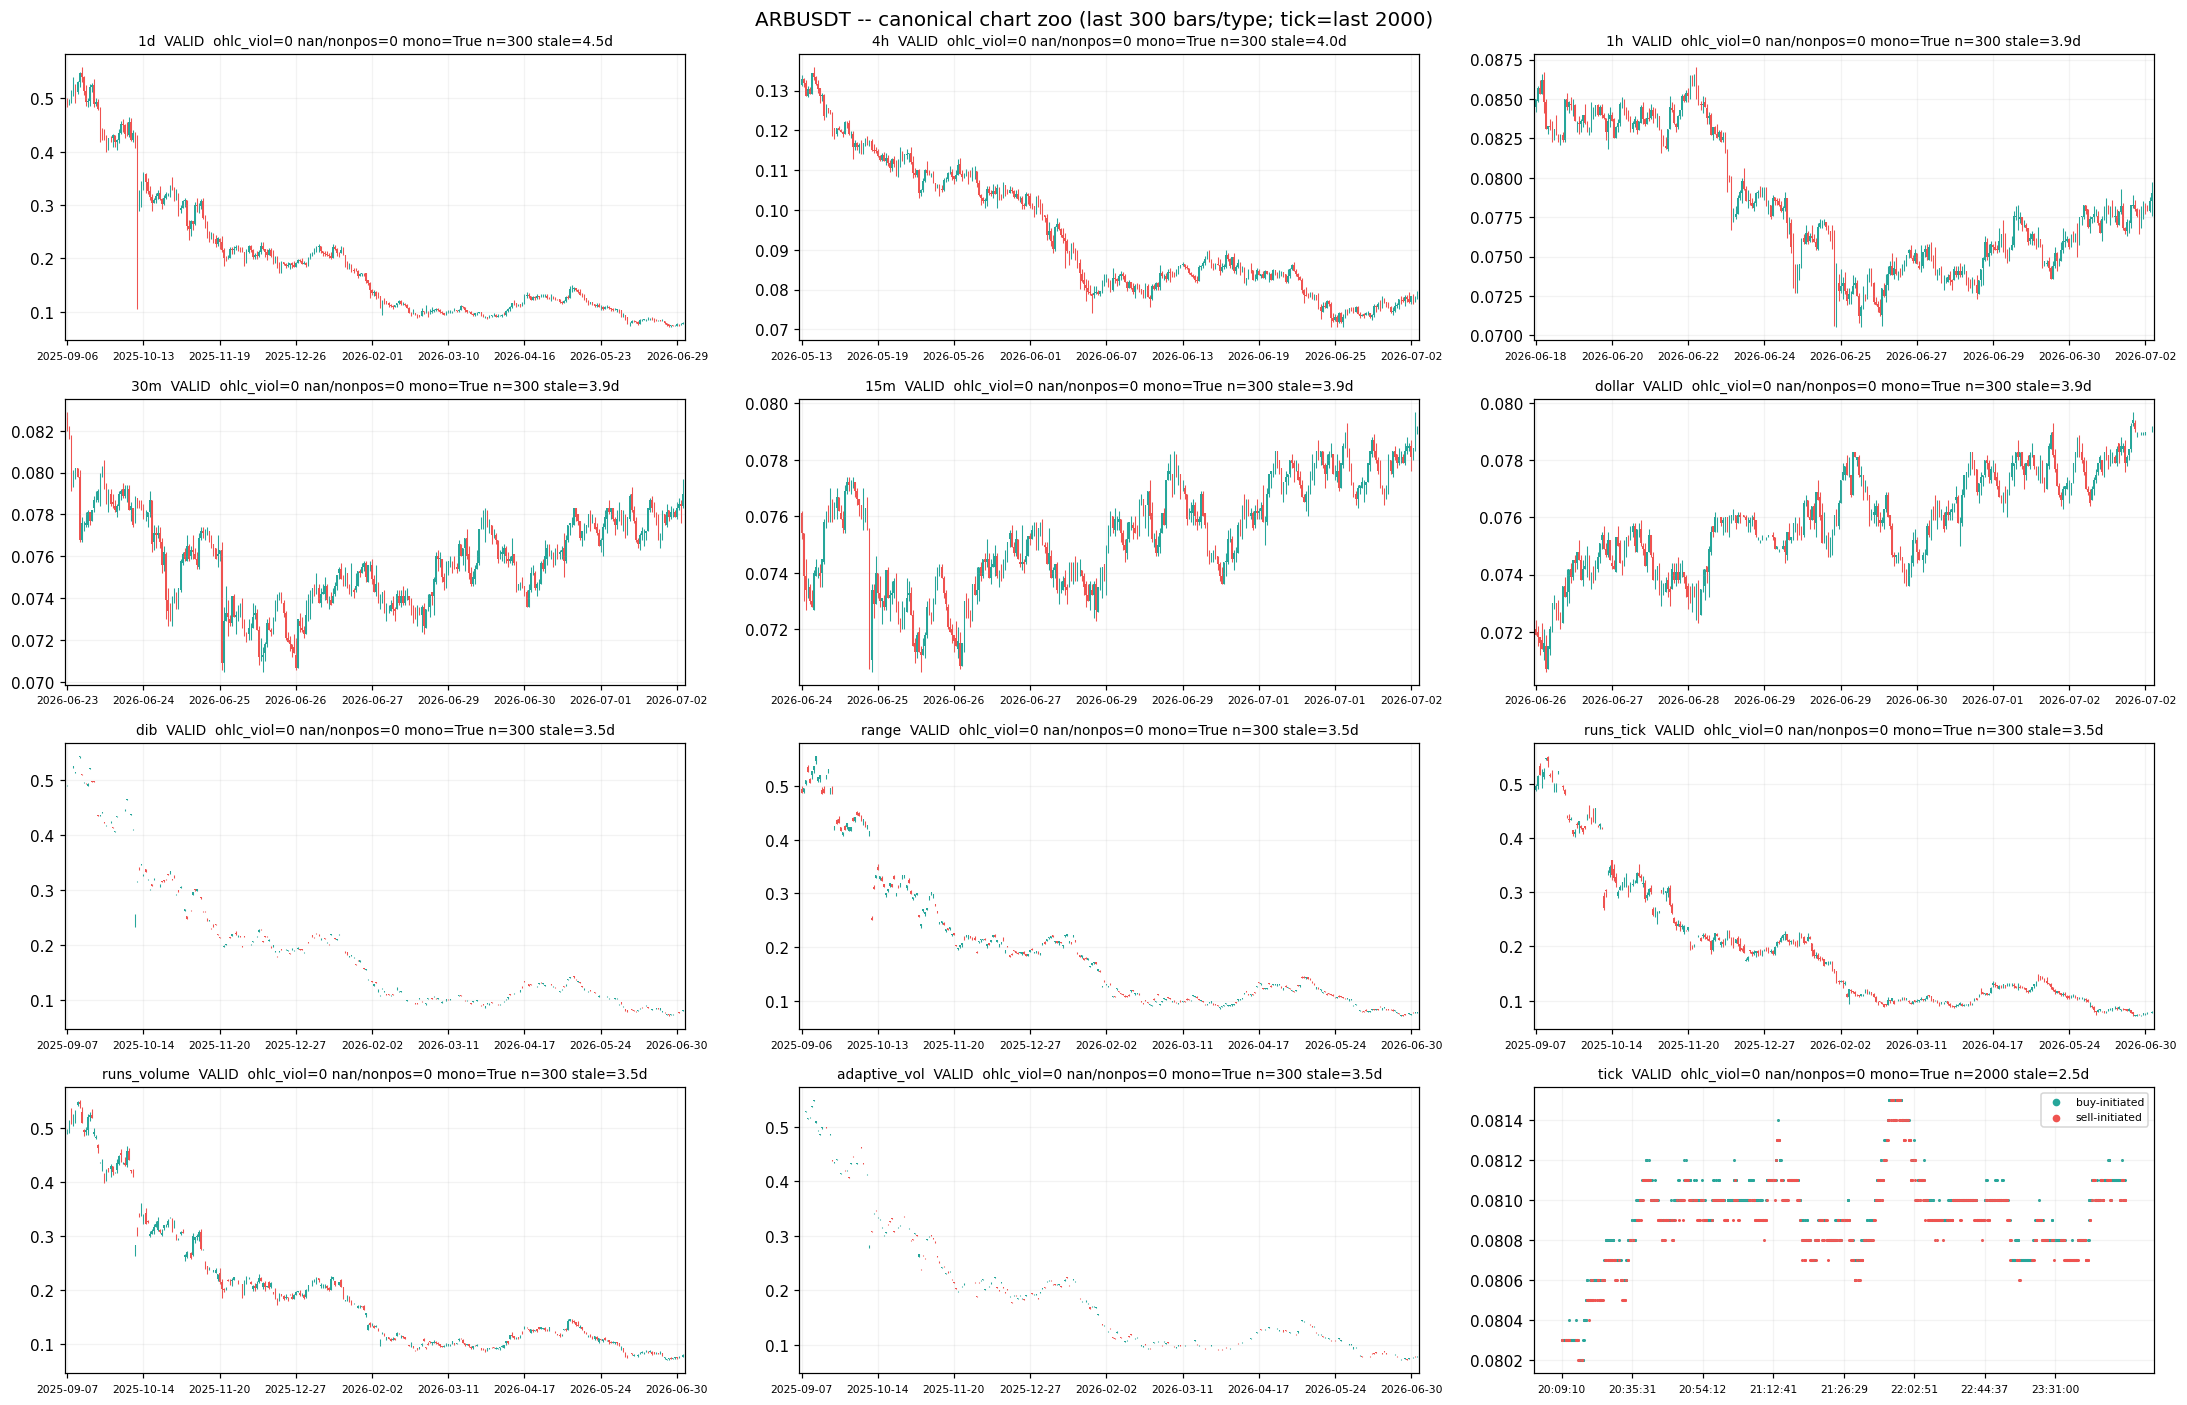 ARBUSDT -- canonical chart zoo (last 300 bars/type; tick=last 2000)
1d  VALID  ohlc_viol=0 nan/nonpos=0 mono=True n=300 stale=4.5d
0.5
0.4
0.3
0.2
0.1
2025-09-06 2025-10-13 2025-11-19 2025-12-26 2026-02-01 2026-03-10 2026-04-16 2026-05-23 2026-06-29
4h  VALID  ohlc_viol=0 nan/nonpos=0 mono=True n=300 stale=4.0d
0.13
0.12
0.11
0.10
0.09
0.08
0.07
2026-05-13 2026-05-19 2026-05-26 2026-06-01 2026-06-07 2026-06-13 2026-06-19 2026-06-25 2026-07-02
1h  VALID  ohlc_viol=0 nan/nonpos=0 mono=True n=300 stale=3.9d
0.0875
0.0850
0.0825
0.0800
0.0775
0.0750
0.0725
0.0700
2026-06-18 2026-06-20 2026-06-22 2026-06-24 2026-06-25 2026-06-27 2026-06-29 2026-06-30 2026-07-02
30m  VALID  ohlc_viol=0 nan/nonpos=0 mono=True n=300 stale=3.9d
0.082
0.080
0.078
0.076
0.074
0.072
0.070
2026-06-23 2026-06-24 2026-06-25 2026-06-26 2026-06-27 2026-06-29 2026-06-30 2026-07-01 2026-07-02
15m  VALID  ohlc_viol=0 nan/nonpos=0 mono=True n=300 stale=3.9d
0.080
0.078
0.076
0.074
0.072
2026-06-24 2026-06-25 2026-06-26 2026-06-27 2026-06-29 2026-06-29 2026-07-01 2026-07-01 2026-07-02
dollar  VALID  ohlc_viol=0 nan/nonpos=0 mono=True n=300 stale=3.9d
0.080
0.078
0.076
0.074
0.072
2026-06-26 2026-06-27 2026-06-28 2026-06-29 2026-06-29 2026-06-30 2026-07-01 2026-07-02 2026-07-02
dib  VALID  ohlc_viol=0 nan/nonpos=0 mono=True n=300 stale=3.5d
0.5
0.4
0.3
0.2
0.1
2025-09-07 2025-10-14 2025-11-20 2025-12-27 2026-02-02 2026-03-11 2026-04-17 2026-05-24 2026-06-30
range  VALID  ohlc_viol=0 nan/nonpos=0 mono=True n=300 stale=3.5d
0.5
0.4
0.3
0.2
0.1
2025-09-06 2025-10-13 2025-11-20 2025-12-27 2026-02-02 2026-03-11 2026-04-17 2026-05-24 2026-06-30
runs_tick  VALID  ohlc_viol=0 nan/nonpos=0 mono=True n=300 stale=3.5d
0.5
0.4
0.3
0.2
0.1
2025-09-07 2025-10-14 2025-11-20 2025-12-27 2026-02-02 2026-03-11 2026-04-17 2026-05-24 2026-06-30
runs_volume  VALID  ohlc_viol=0 nan/nonpos=0 mono=True n=300 stale=3.5d
0.5
0.4
0.3
0.2
0.1
2025-09-07 2025-10-14 2025-11-20 2025-12-27 2026-02-02 2026-03-11 2026-04-17 2026-05-24 2026-06-30
adaptive_vol  VALID  ohlc_viol=0 nan/nonpos=0 mono=True n=300 stale=3.5d
0.5
0.4
0.3
0.2
0.1
2025-09-07 2025-10-14 2025-11-20 2025-12-27 2026-02-02 2026-03-11 2026-04-17 2026-05-24 2026-06-30
tick  VALID  ohlc_viol=0 nan/nonpos=0 mono=True n=2000 stale=2.5d
buy-initiated
sell-initiated
0.0814
0.0812
0.0810
0.0808
0.0806
0.0804
0.0802
20:09:10 20:35:31 20:54:12 21:12:41 21:26:29 22:02:51 22:44:37 23:31:00